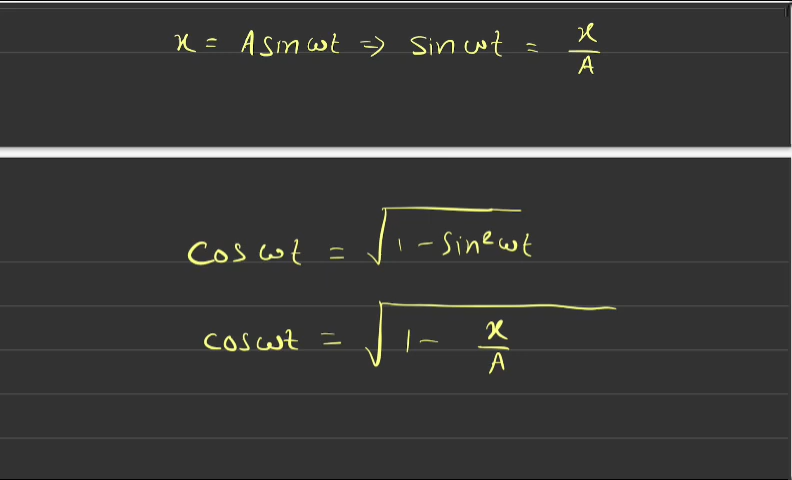 x = A sin ωt ⇒ sin ωt = x/A
cos ωt = √(1 - sin²ωt)
cos ωt = √(1 - x/A)